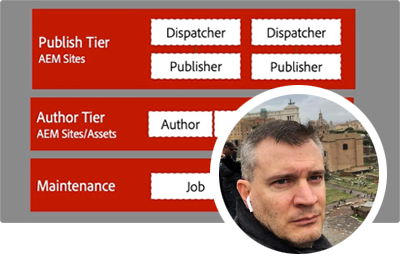 Publish Tier
AEM Sites
Dispatcher
Dispatcher
Publisher
Publisher
Author Tier
AEM Sites/Assets
Author
Maintenance
Job